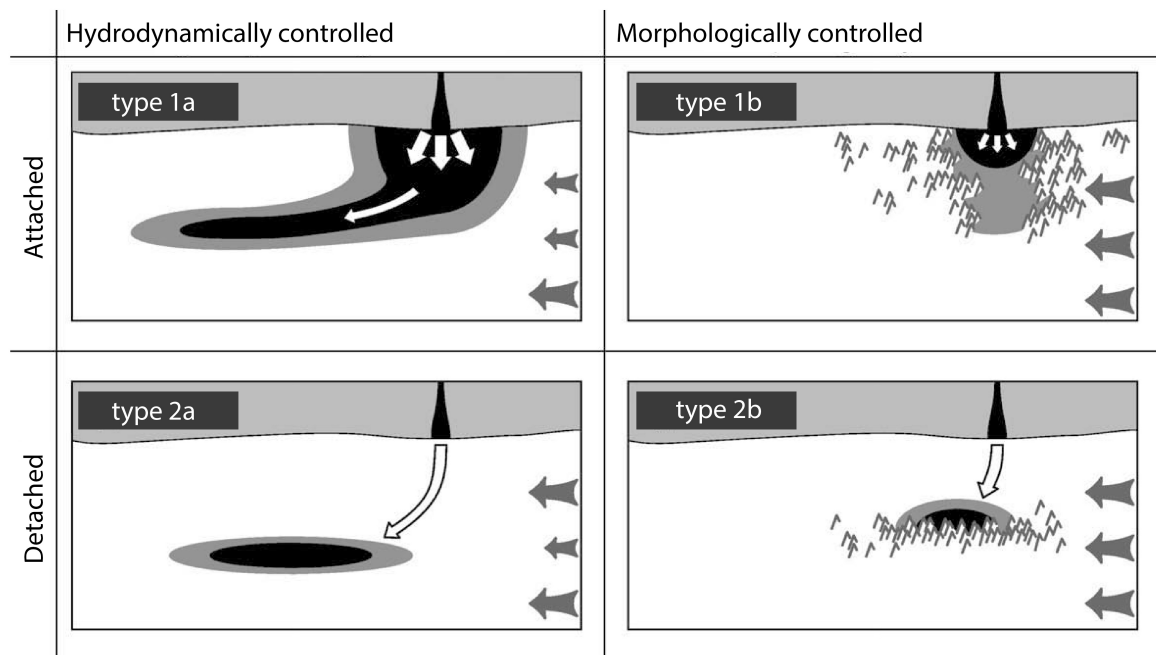 Hydrodynamically controlled
Morphologically controlled
Attached
type 1a
type 1b
Detached
type 2a
type 2b